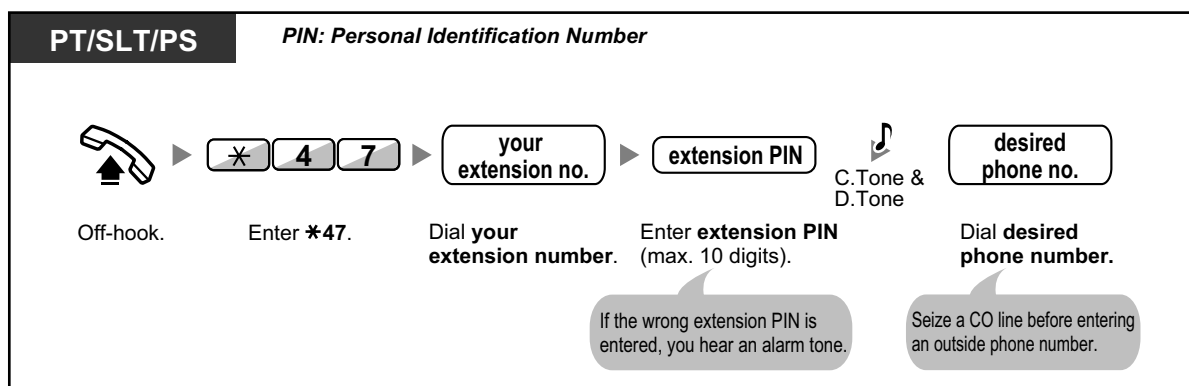 PT/SLT/PS
PIN: Personal Identification Number
* 4 7
your
extension no.
extension PIN
C.Tone &
D.Tone
desired
phone no.
Off-hook.
Enter *47.
Dial your
extension number.
Enter extension PIN
(max. 10 digits).
Dial desired
phone number.
If the wrong extension PIN is
entered, you hear an alarm tone.
Seize a CO line before entering
an outside phone number.